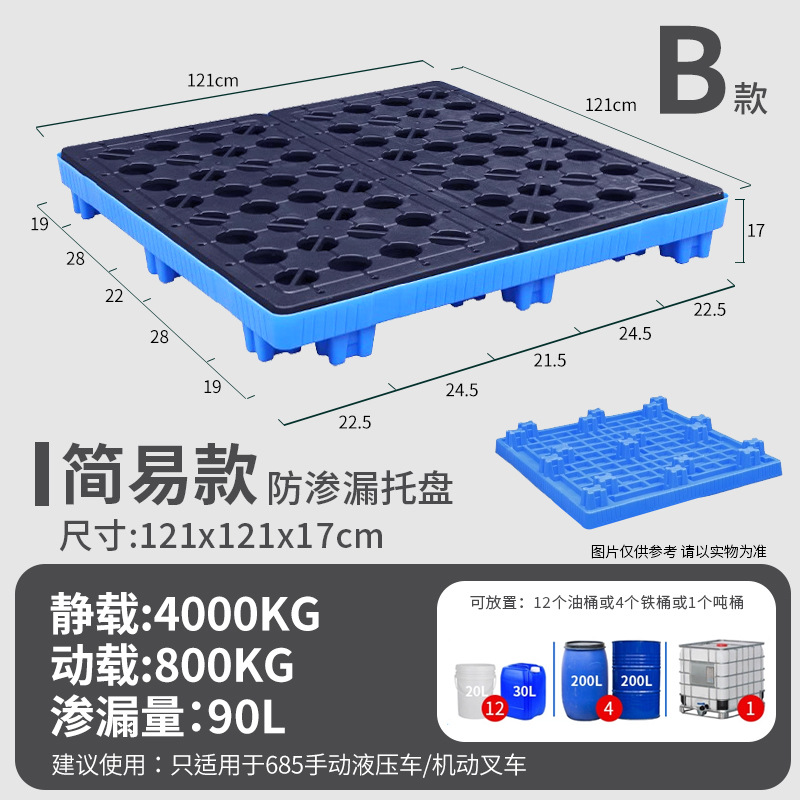 B款
121cm
121cm
19
28
22
28
19
17
22.5
24.5
21.5
24.5
22.5
简易款 防渗漏托盘
尺寸:121x121x17cm
图片仅供参考 请以实物为准
静载:4000KG
动载:800KG
渗漏量:90L
建议使用：只适用于685手动液压车/机动叉车
可放置：12个油桶或4个铁桶或1个吨桶
20L
12
30L
200L
4
200L
1